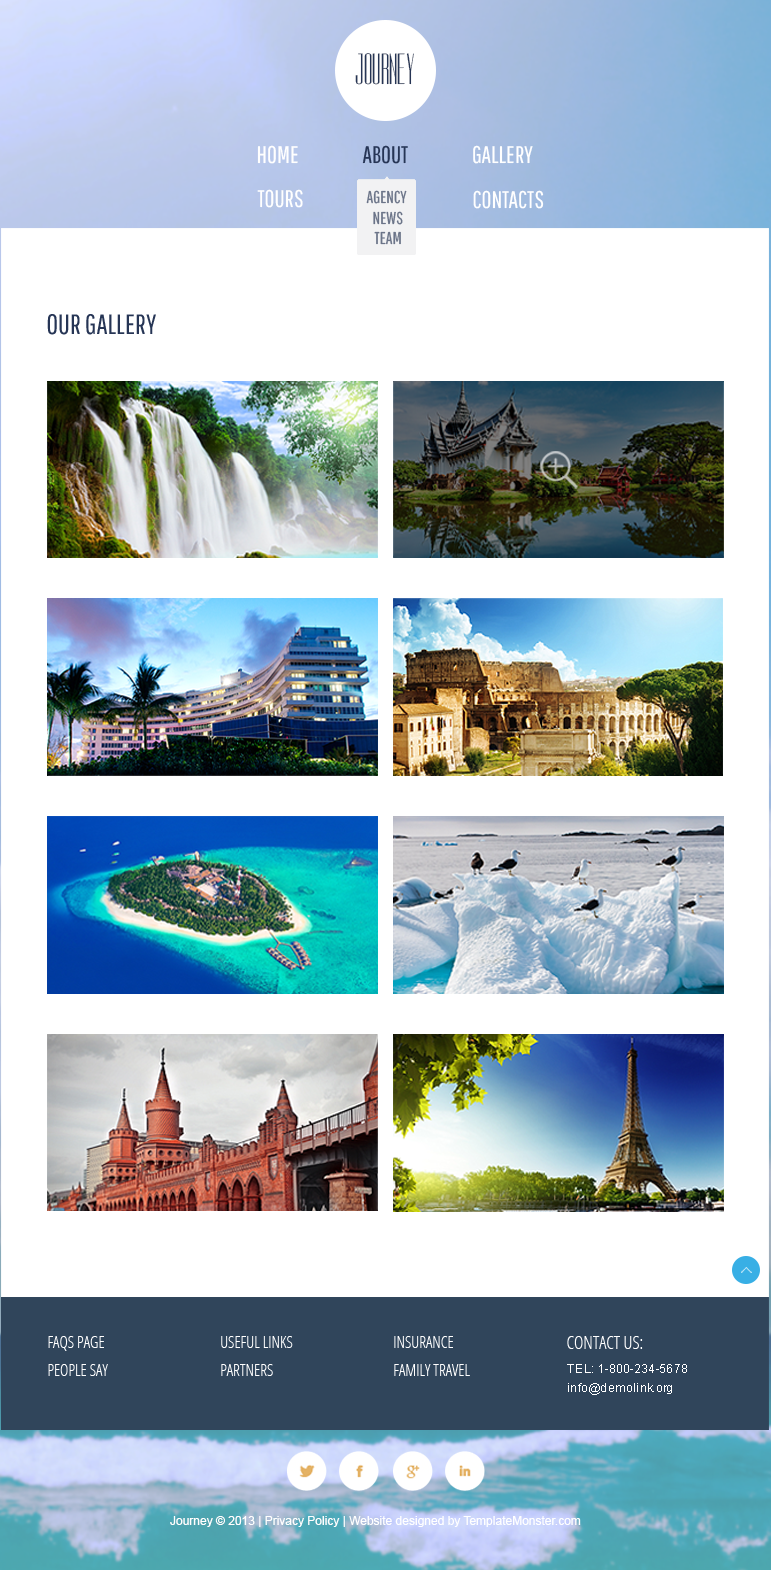 JOURNEY
HOME ABOUT GALLERY
TOURS CONTACTS
AGENCY
NEWS
TEAM
OUR GALLERY
FAQS PAGE USEFUL LINKS INSURANCE CONTACT US:
PEOPLE SAY PARTNERS FAMILY TRAVEL TEL: 1-800-234-5678
info@demolink.org
Journey © 2013 | Privacy Policy | Website designed by TemplateMonster.com